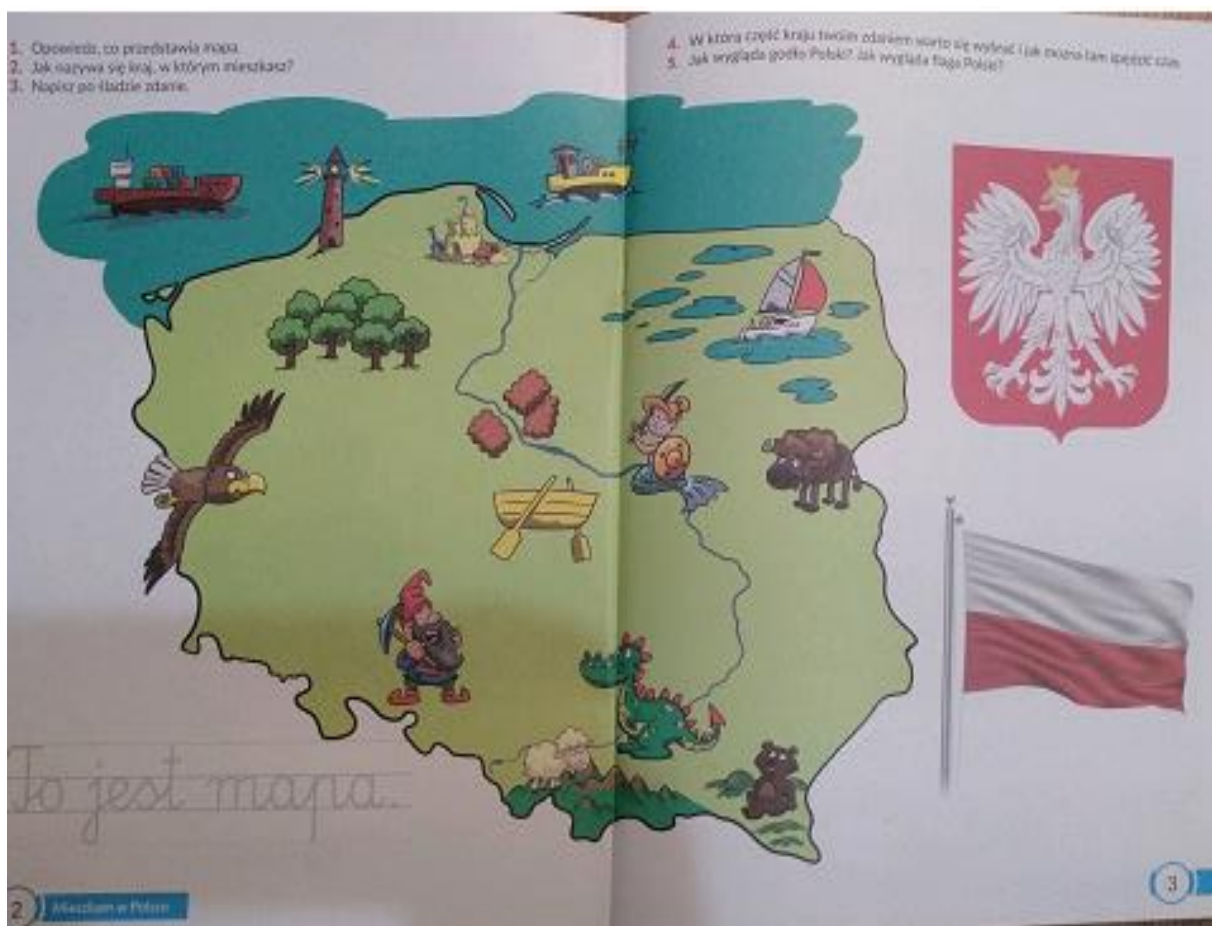 1. Opowiedz, co przedstawia mapa.
2. Jak nazywa się kraj, w którym mieszkasz?
3. Napisz po śladzie zdanie.
4. W którą część kraju twoim zdaniem warto się wybrać i jak można tam spędzić czas
5. Jak wygląda godło Polski? Jak wygląda flaga Polski?
To jest mapa.
2 Mieszkam w Polsce
3